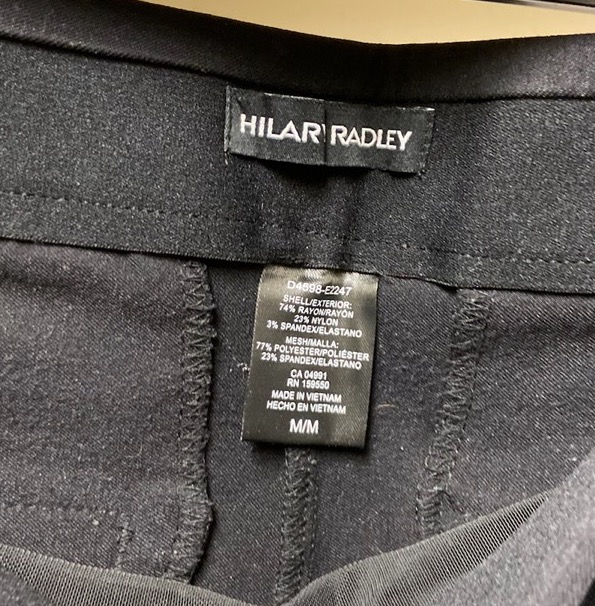 HILARY RADLEY
D4698-E2247
SHELL/EXTERIOR:
74% RAYON/RAYÓN
23% NYLON
3% SPANDEX/ELASTANO
MESH/MALLA:
77% POLYESTER/POLIÉSTER
23% SPANDEX/ELASTANO
CA 04991
RN 159550
MADE IN VIETNAM
HECHO EN VIETNAM
M/M